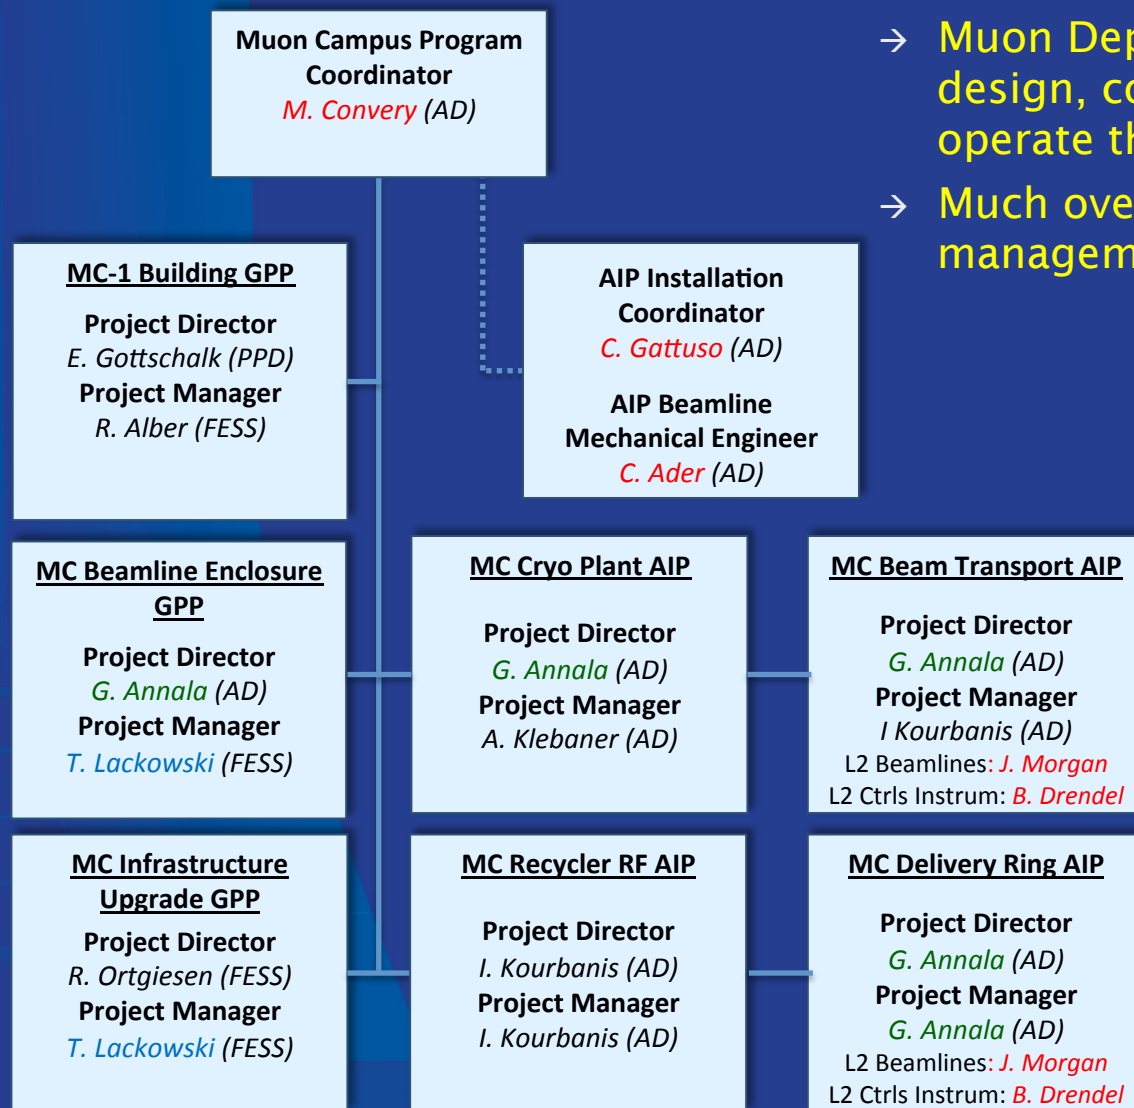 Muon Campus Program
Coordinator
M. Convery (AD)
→ Muon Dep
design, co
operate th
→ Much ove
managem
MC-1 Building GPP
Project Director
E. Gottschalk (PPD)
Project Manager
R. Alber (FESS)
AIP Installation
Coordinator
C. Gattuso (AD)
AIP Beamline
Mechanical Engineer
C. Ader (AD)
MC Beamline Enclosure
GPP
Project Director
G. Annala (AD)
Project Manager
T. Lackowski (FESS)
MC Cryo Plant AIP
Project Director
G. Annala (AD)
Project Manager
A. Klebaner (AD)
MC Beam Transport AIP
Project Director
G. Annala (AD)
Project Manager
I Kourbanis (AD)
L2 Beamlines: J. Morgan
L2 Ctrls Instrum: B. Drendel
MC Infrastructure
Upgrade GPP
Project Director
R. Ortgiesen (FESS)
Project Manager
T. Lackowski (FESS)
MC Recycler RF AIP
Project Director
I. Kourbanis (AD)
Project Manager
I. Kourbanis (AD)
MC Delivery Ring AIP
Project Director
G. Annala (AD)
Project Manager
G. Annala (AD)
L2 Beamlines: J. Morgan
L2 Ctrls Instrum: B. Drendel